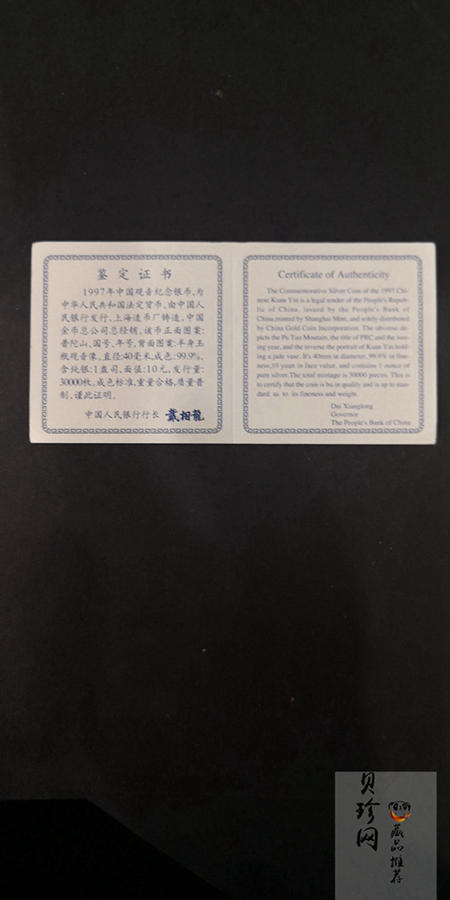 鉴定证书
1997年中国观音纪念银币,为
中华人民共和国法定货币,由中国人
民银行发行,上海造币厂铸造,中国
金币总公司总经销,该币正面图案:
普陀山、国号、年号,背面图案:半身玉
瓶观音像,直径:40毫米,成色:99.9%,
含纯银:1盎司,面值:10元,发行量:
30000枚,成色标准,重量合格,质量普
制,谨此证明。
中国人民银行行长 戴相龍
Certificate of Authenticity
The Commemorative Silver Coin of the 1997 Chi-
nese Kuan Yin is a legal tender of the People's Repub-
lic of China, issued by the People's Bank of
China,minted by Shanghai Mint, and solely distributed
by China Gold Coin Incorporation. The obverse de-
picts the Pu Tuo Moutain, the title of PRC and the issu-
ing year, and the reverse the portrait of Kuan Yin hold-
ing a jade vase. It's 40mm in diameter, 99.9% in fine-
ness,10 yuan in face value, and contains 1 ounce of
pure silver.The total mintage is 30000 pieces. This is
to certify that the coin is bu.in quality and is up to stan-
dard as to its fineness and weight.
Dai Xianglong
Governor
The People's Bank of China
贝珍网
藏品推荐